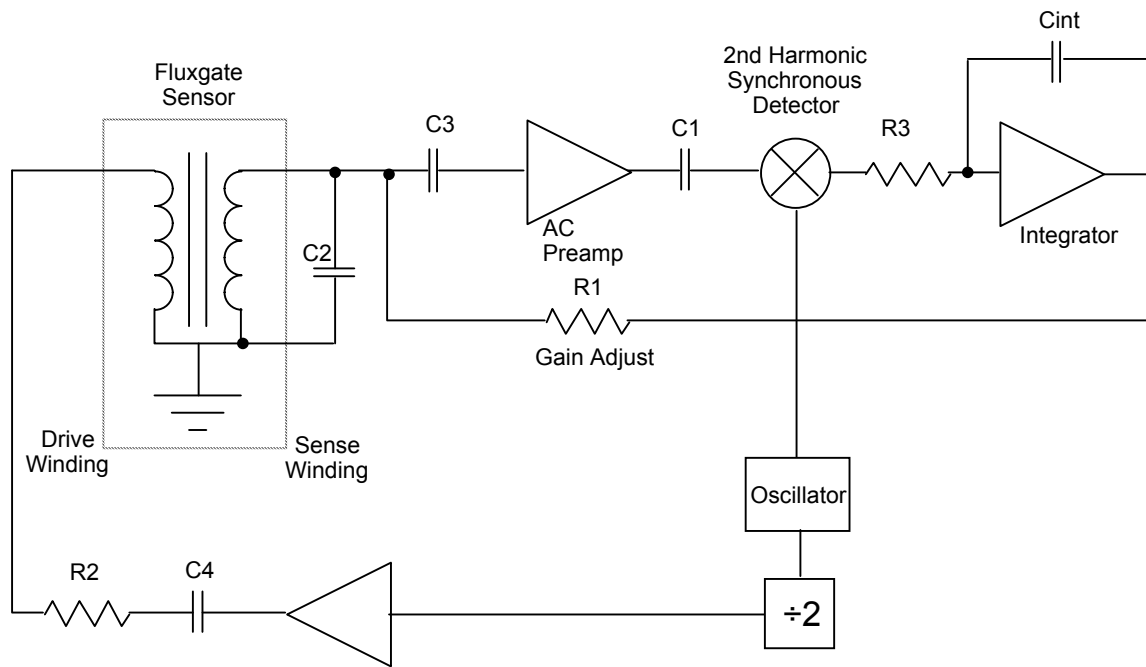 Cint
2nd Harmonic
Synchronous
Detector
Fluxgate
Sensor
C3
C1
R3
AC
Preamp
Integrator
C2
R1
Gain Adjust
Drive
Winding
Sense
Winding
Oscillator
R2
C4
÷2